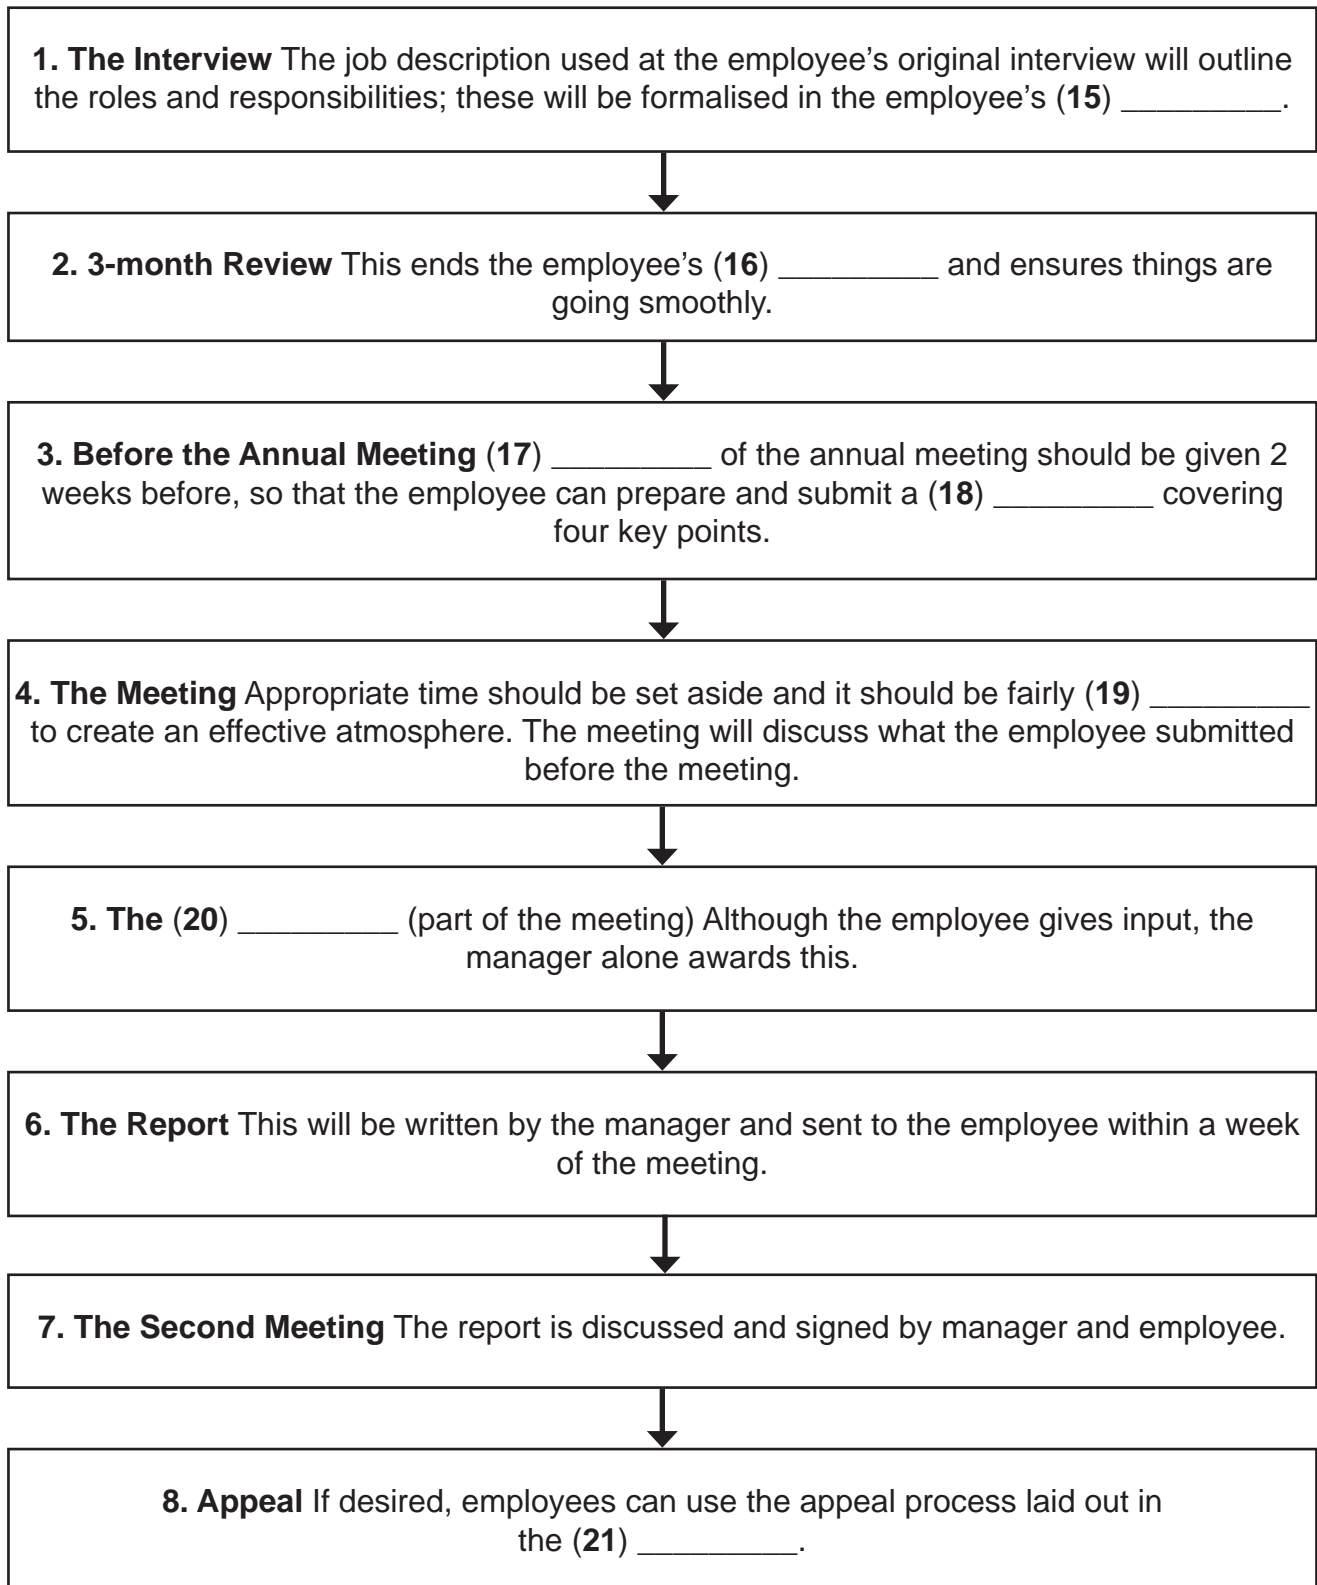 1. The Interview The job description used at the employee’s original interview will outline
the roles and responsibilities; these will be formalised in the employee’s (15) _________.
2. 3-month Review This ends the employee’s (16) _________ and ensures things are
going smoothly.
3. Before the Annual Meeting (17) _________ of the annual meeting should be given 2
weeks before, so that the employee can prepare and submit a (18) _________ covering
four key points.
4. The Meeting Appropriate time should be set aside and it should be fairly (19) _________
to create an effective atmosphere. The meeting will discuss what the employee submitted
before the meeting.
5. The (20) _________ (part of the meeting) Although the employee gives input, the
manager alone awards this.
6. The Report This will be written by the manager and sent to the employee within a week
of the meeting.
7. The Second Meeting The report is discussed and signed by manager and employee.
8. Appeal If desired, employees can use the appeal process laid out in
the (21) _________.